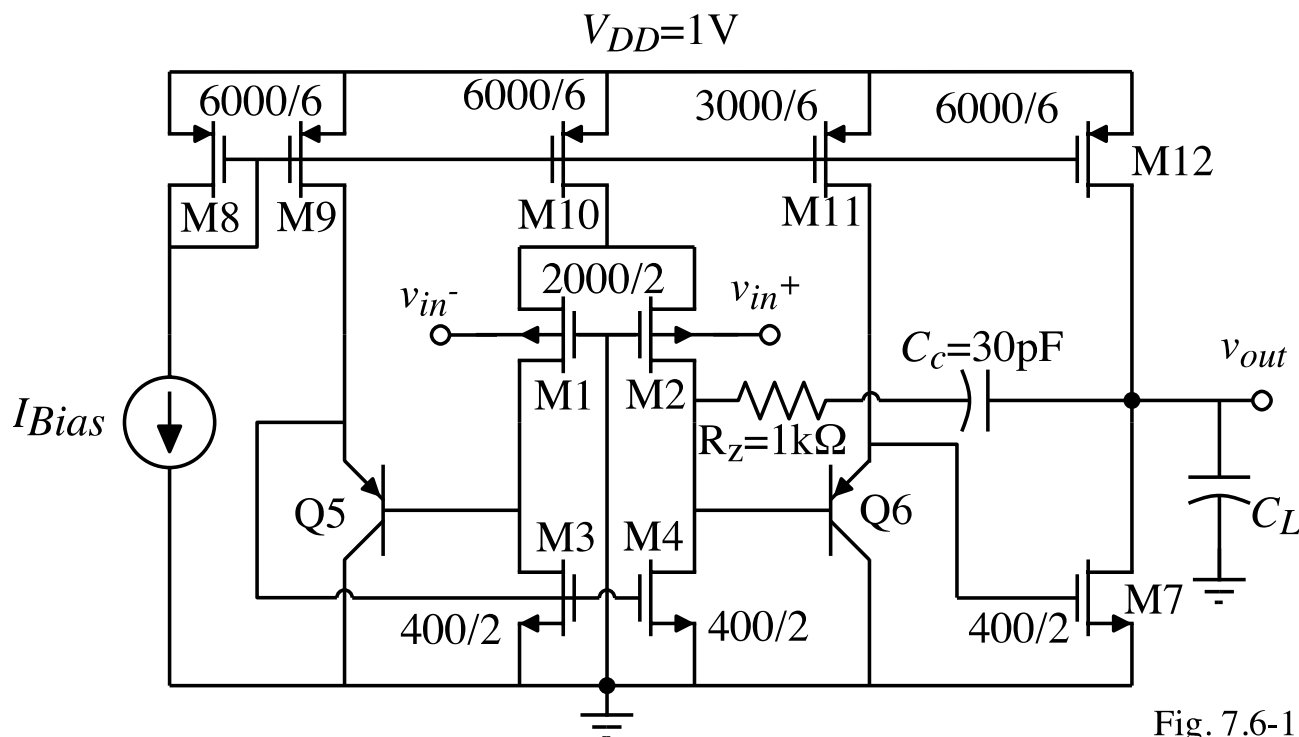 V_DD=1V
6000/6
6000/6
3000/6
6000/6
M8
M9
M10
M11
M12
2000/2
v_in^-
v_in^+
M1
M2
C_c=30pF
v_out
I_Bias
R_z=1kΩ
Q5
Q6
M3
M4
C_L
400/2
400/2
400/2
M7
Fig. 7.6-1